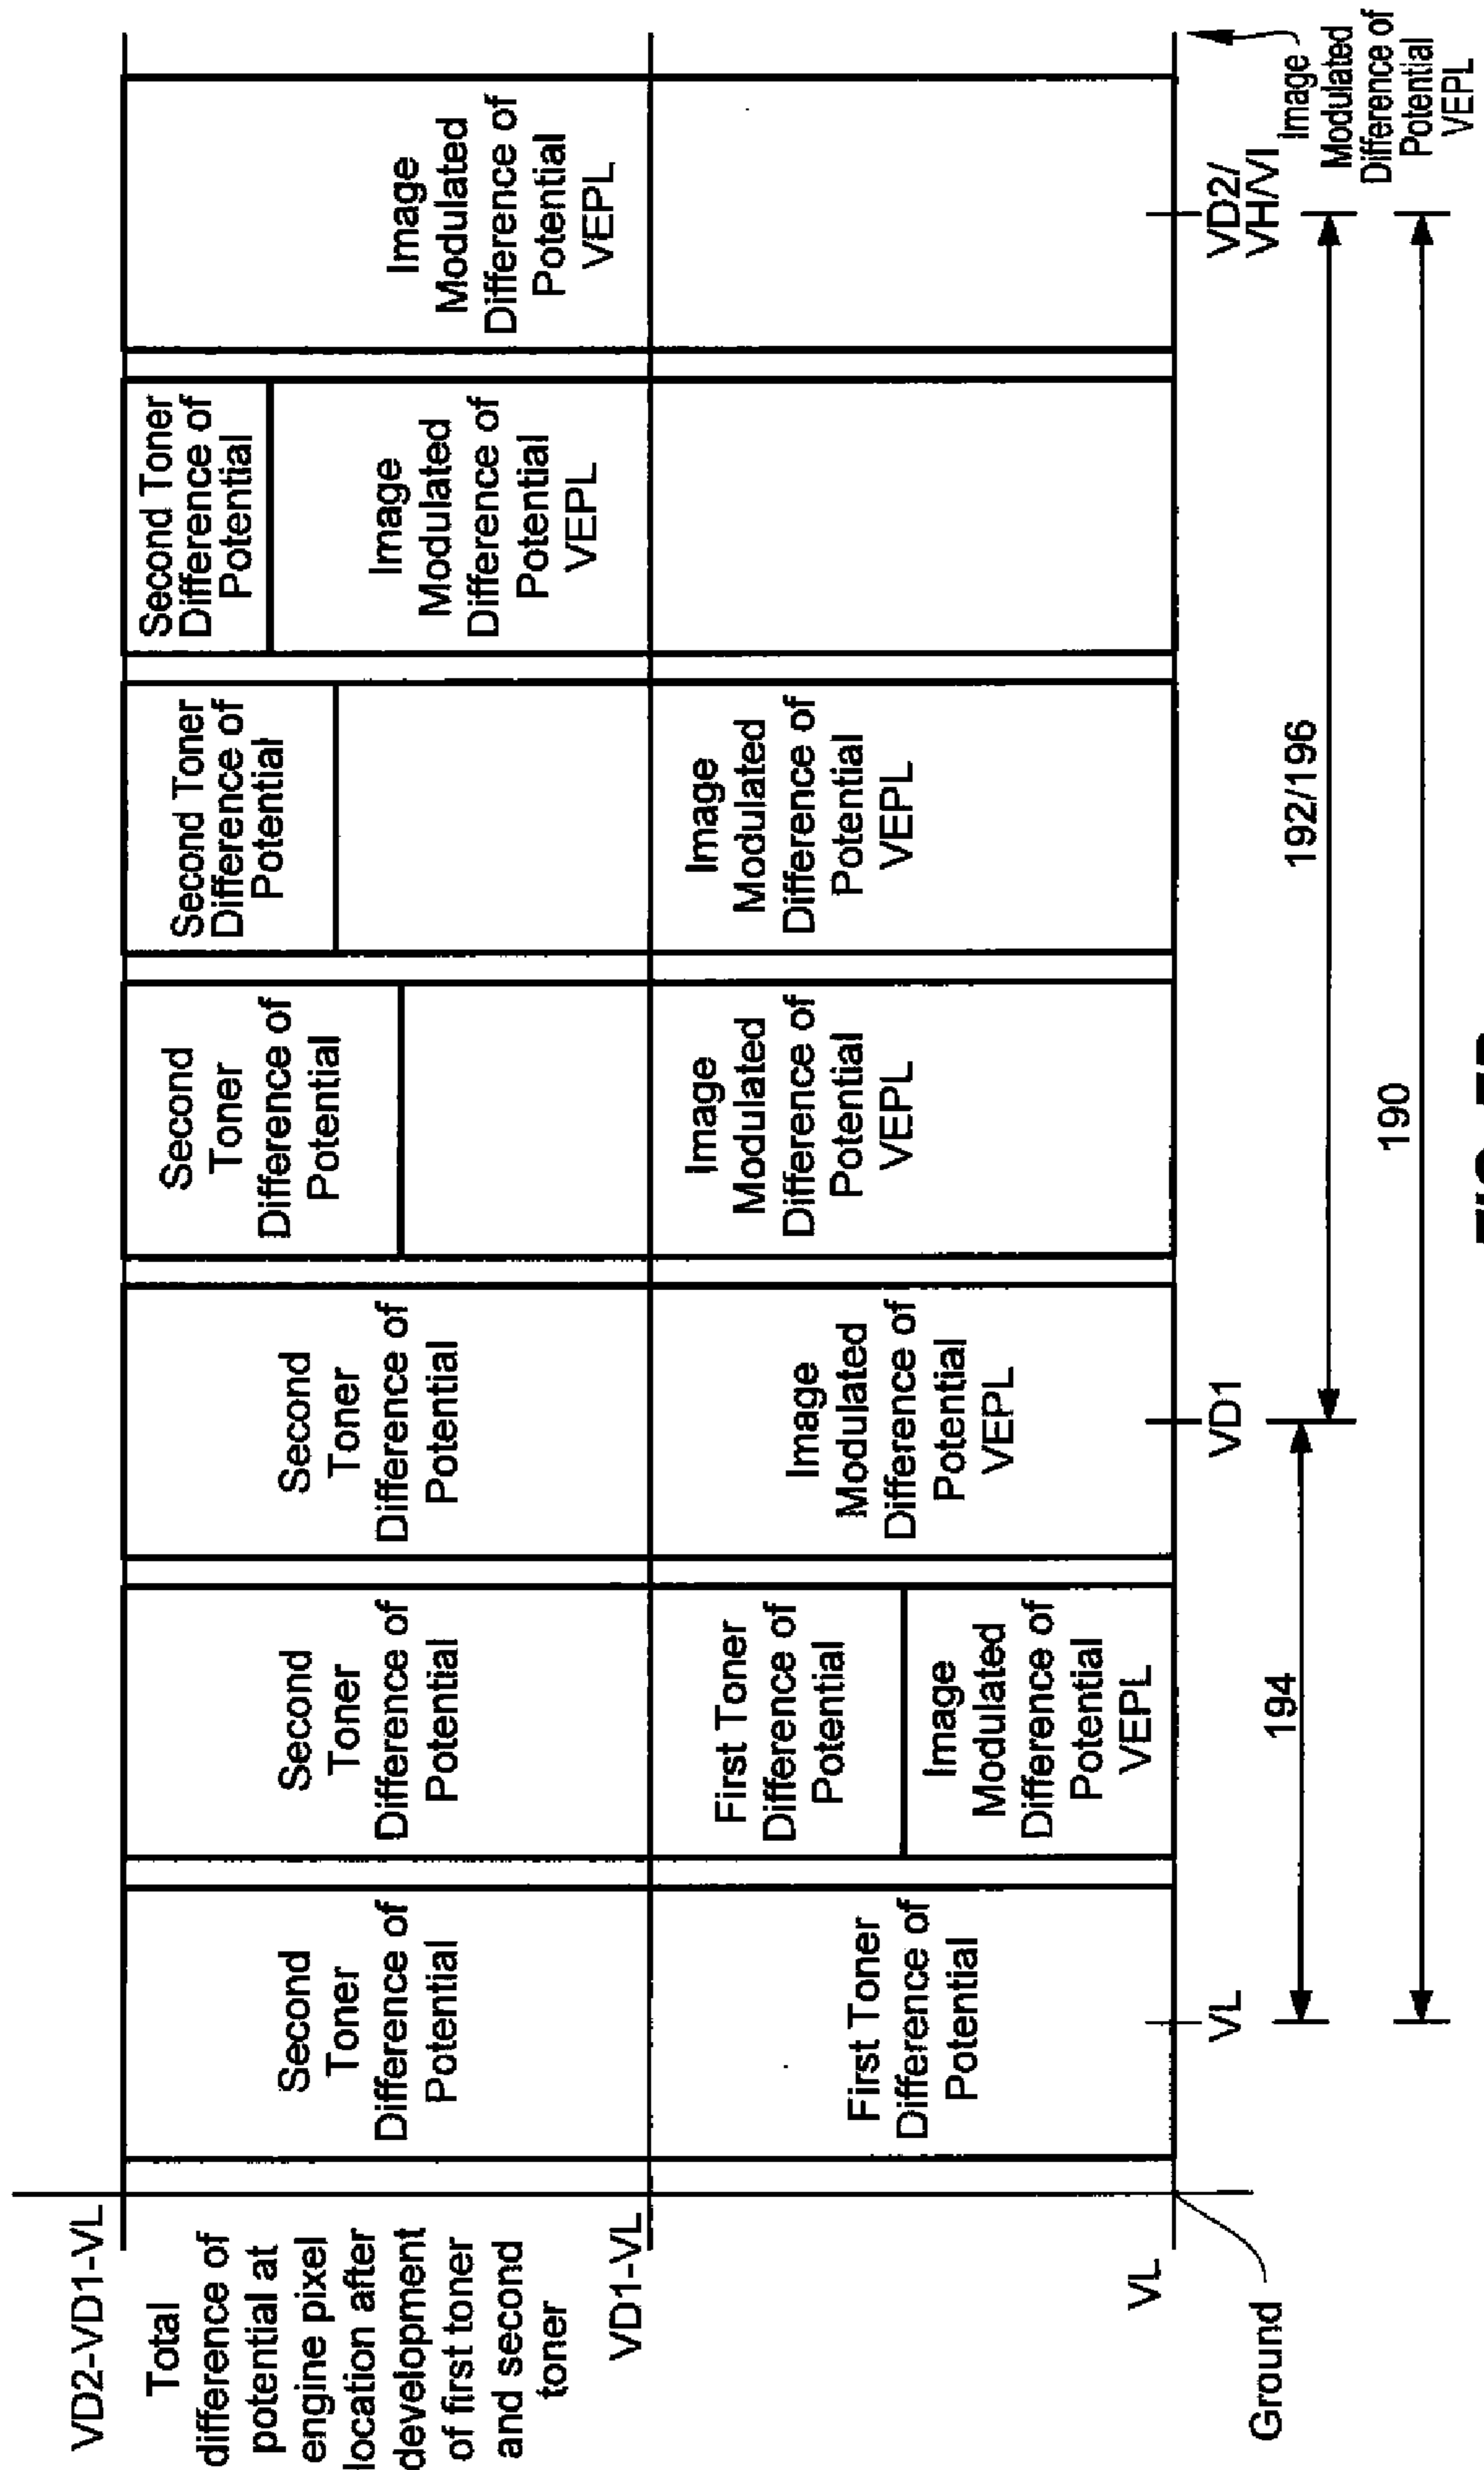 VD2-VD1-VL
Total
difference of
potential at
engine pixel
location after
development
of first toner
and second
toner
VD1-VL
VL
Ground
Second
Toner
Difference of
Potential
First Toner
Difference of
Potential
Second
Toner
Difference of
Potential
First Toner
Difference of
Potential
Image
Modulated
Difference of
Potential
VEPL
Second
Toner
Difference of
Potential
Image
Modulated
Difference of
Potential
VEPL
Second
Toner
Difference of
Potential
Image
Modulated
Difference of
Potential
VEPL
Second Toner
Difference of
Potential
Image
Modulated
Difference of
Potential
VEPL
Second Toner
Difference of
Potential
Image
Modulated
Difference of
Potential
VEPL
Image
Modulated
Difference of
Potential
VEPL
VL
VD1
VD2/
VH/VI
Image
Modulated
Difference of
Potential
VEPL
194
192/196
190